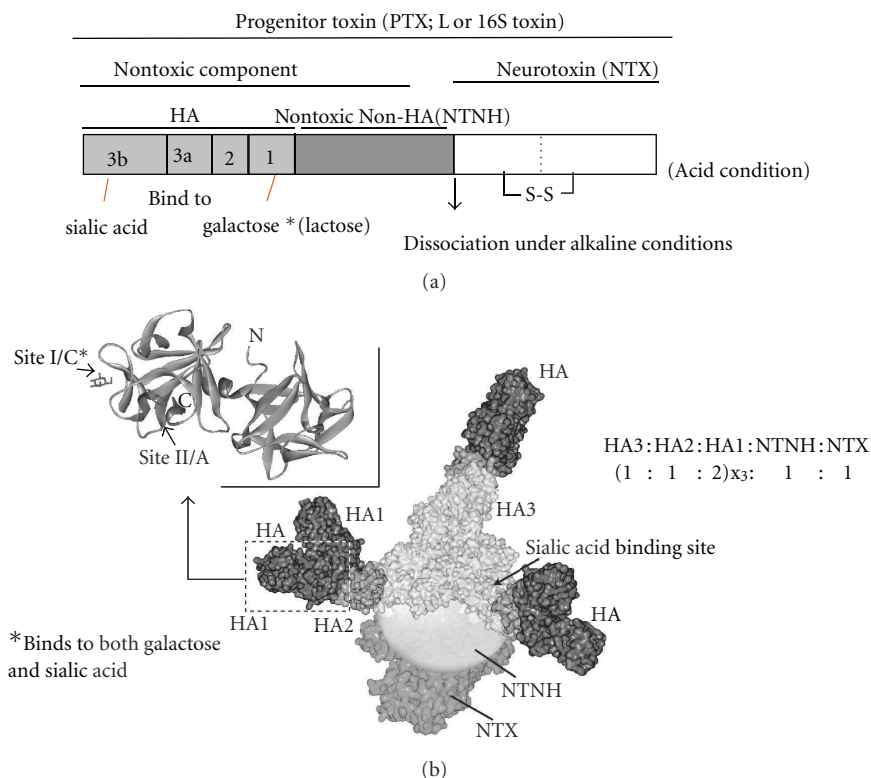 Progenitor toxin (PTX; L or 16S toxin)
Nontoxic component
Neurotoxin (NTX)
HA
Nontoxic Non-HA(NTNH)
3b
3a
2
1
(Acid condition)
S-S
Bind to
sialic acid
galactose *(lactose)
Dissociation under alkaline conditions
(a)
N
Site I/C*
C
Site II/A
HA
HA3:HA2:HA1:NTNH:NTX
(1 : 1 : 2)x3: 1 : 1
HA3
HA1
HA
Sialic acid binding site
HA
HA1
HA2
*Binds to both galactose
and sialic acid
NTNH
NTX
(b)